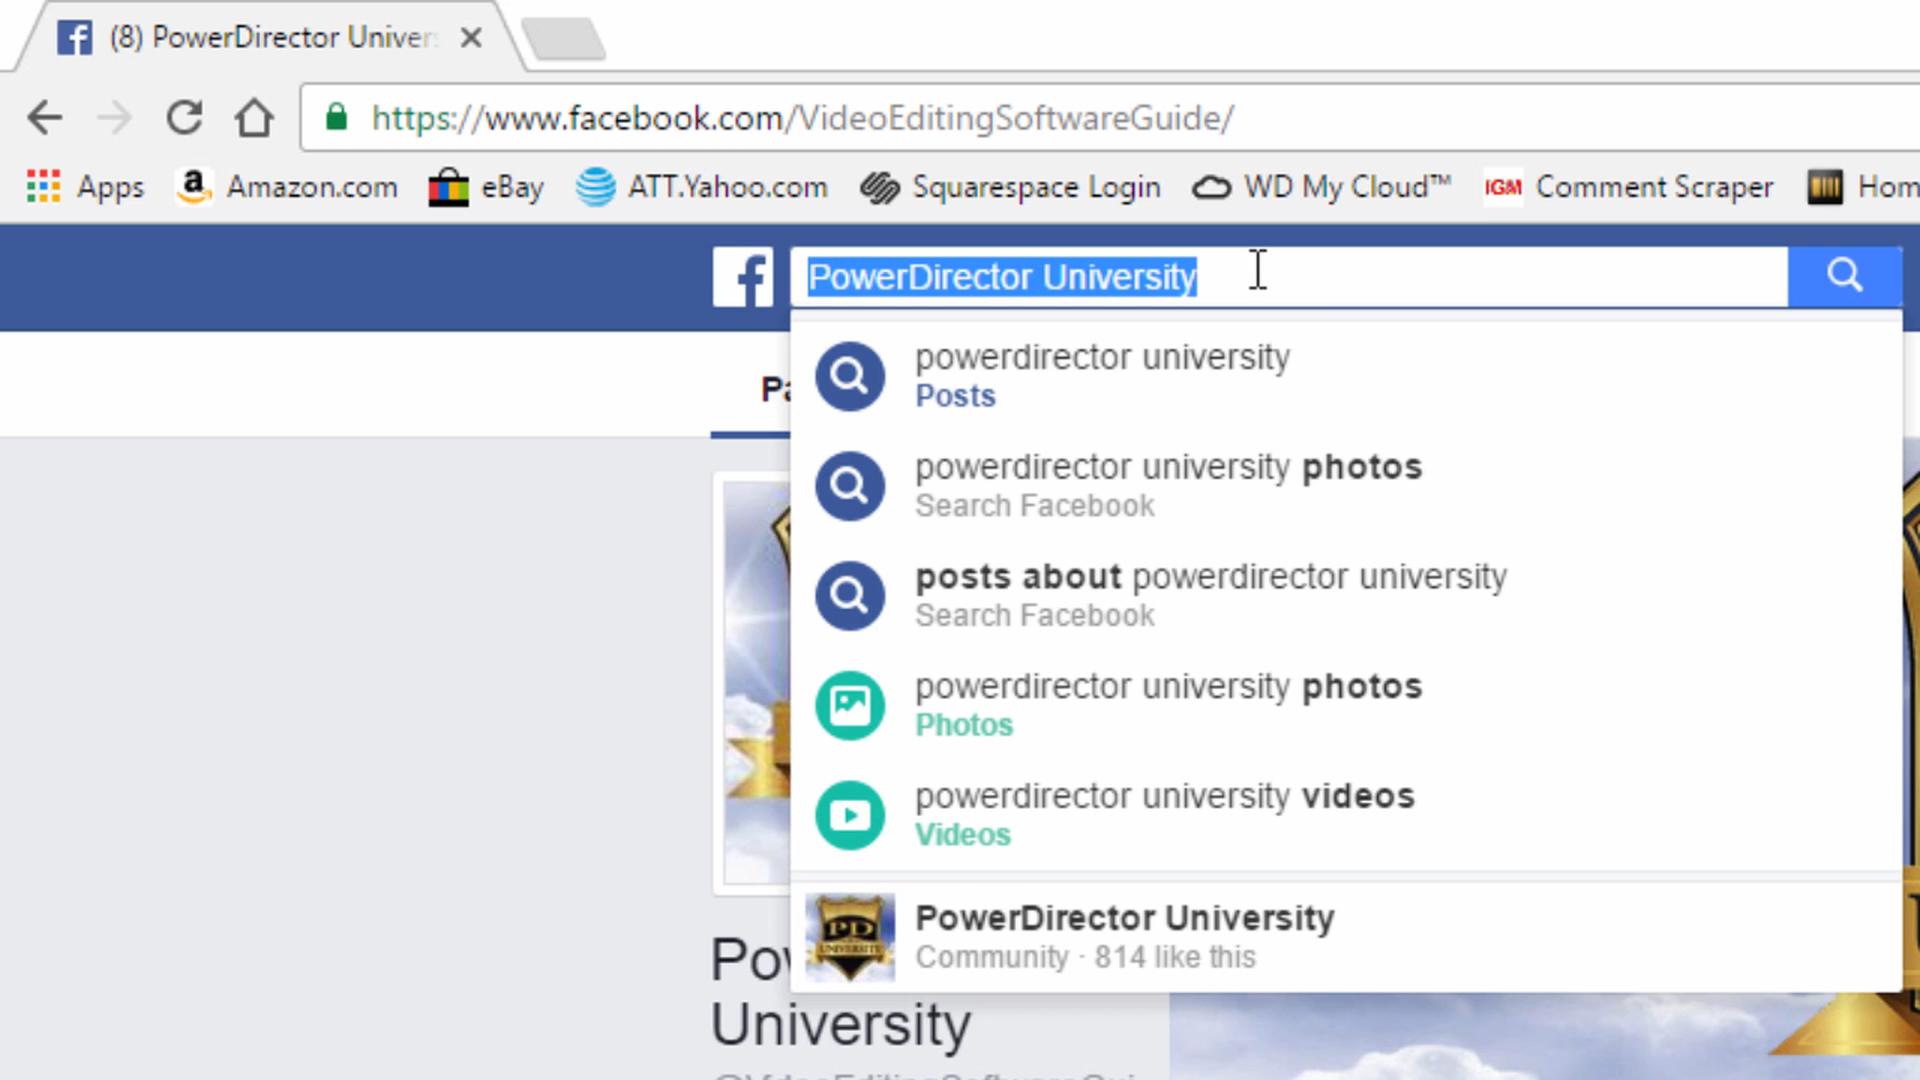 (8) PowerDirector Univer
https://www.facebook.com/VideoEditingSoftwareGuide/
Apps Amazon.com eBay ATT.Yahoo.com Squarespace Login WD My Cloud™ IGM Comment Scraper Hom
PowerDirector University
powerdirector university
Posts
powerdirector university photos
Search Facebook
posts about powerdirector university
Search Facebook
powerdirector university photos
Photos
powerdirector university videos
Videos
PD
UNIVERSITY
PowerDirector University
Community · 814 like this
University